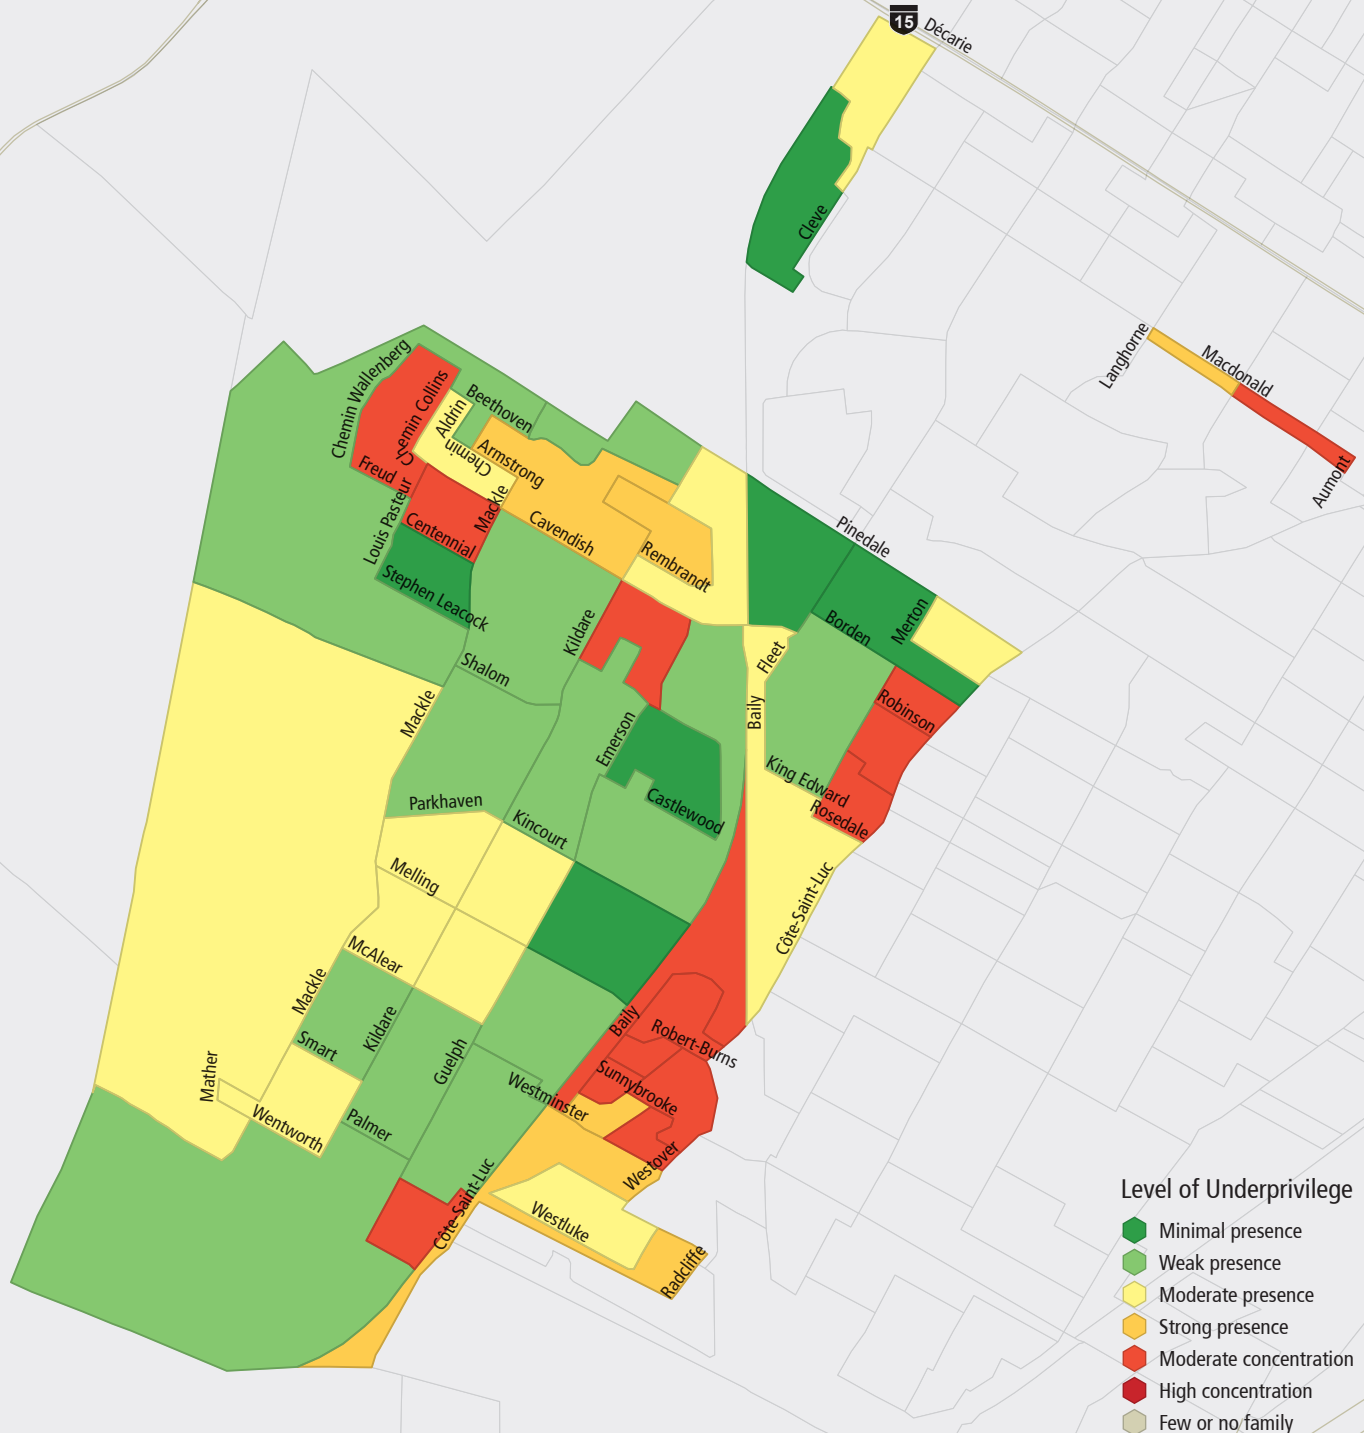 15
Décarie
Cleve
Langhorne
Macdonald
Aumont
Chemin Wallenberg
Chemin Collins
Beethoven
Aldrin
Chemin
Armstrong
Freud
Mackle
Louis Pasteur
Centennial
Cavendish
Rembrandt
Pinedale
Stephen Leacock
Merton
Borden
Kildare
Fleet
Shalom
Mackle
Baily
Robinson
Emerson
King Edward
Castlewood
Rosedale
Parkhaven
Kincourt
Melling
Côte-Saint-Luc
McAlear
Mackle
Smart
Kildare
Baily
Robert-Burns
Guelph
Mather
Sunnybrooke
Westminster
Wentworth
Palmer
Westover
Côte-Saint-Luc
Westluke
Radcliffe
Level of Underprivilege
Minimal presence
Weak presence
Moderate presence
Strong presence
Moderate concentration
High concentration
Few or no family